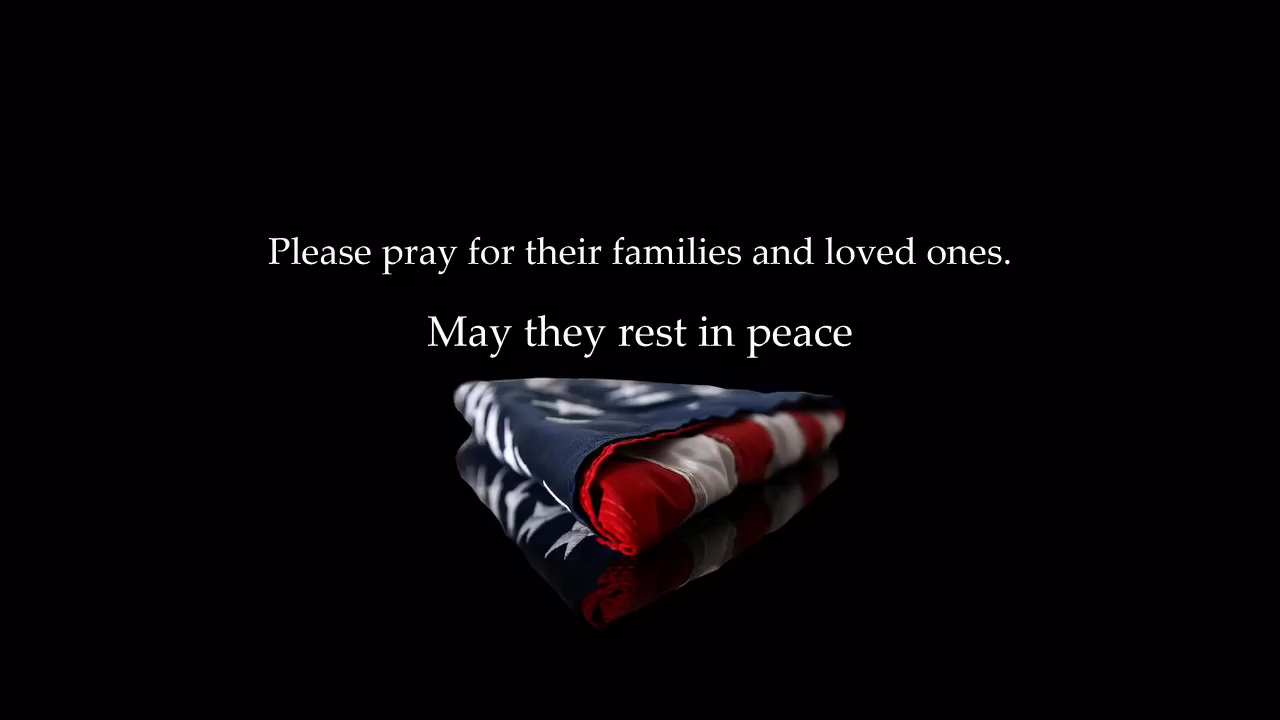 Please pray for their families and loved ones.
May they rest in peace